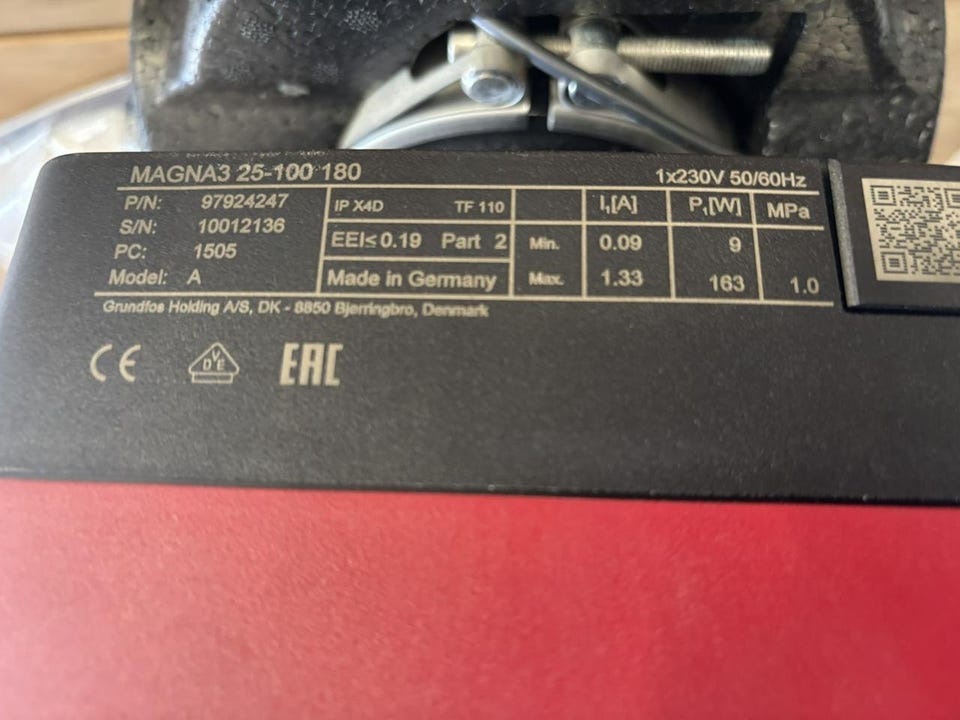 MAGNA3 25-100 180 1x230V 50/60Hz
P/N: 97924247
S/N: 10012136
PC: 1505
Model: A
IP X4D TF 110
EEI≤0.19 Part 2
Made in Germany
I₁[A] P₁[W] MPa
Min. 0.09 9
Max. 1.33 163 1.0
Grundfos Holding A/S, DK - 8850 Bjerringbro, Denmark
CE VDE EAC